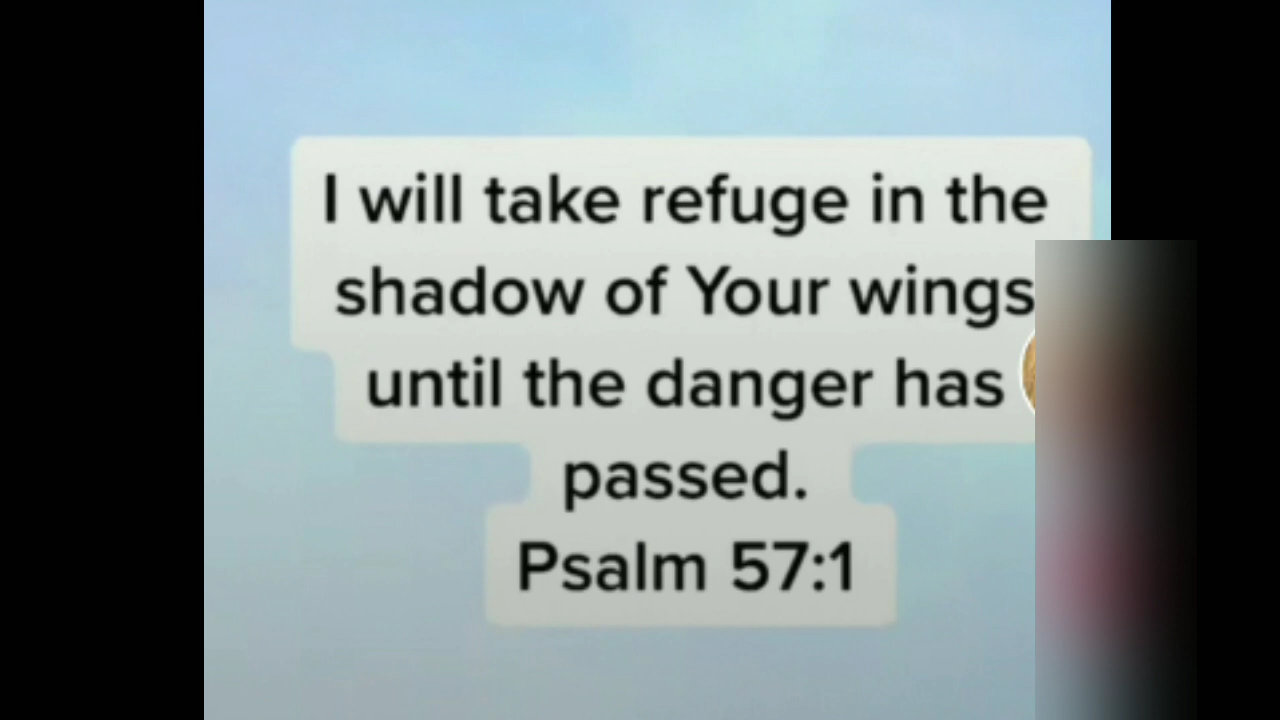 I will take refuge in the
shadow of Your wings
until the danger has
passed.
Psalm 57:1